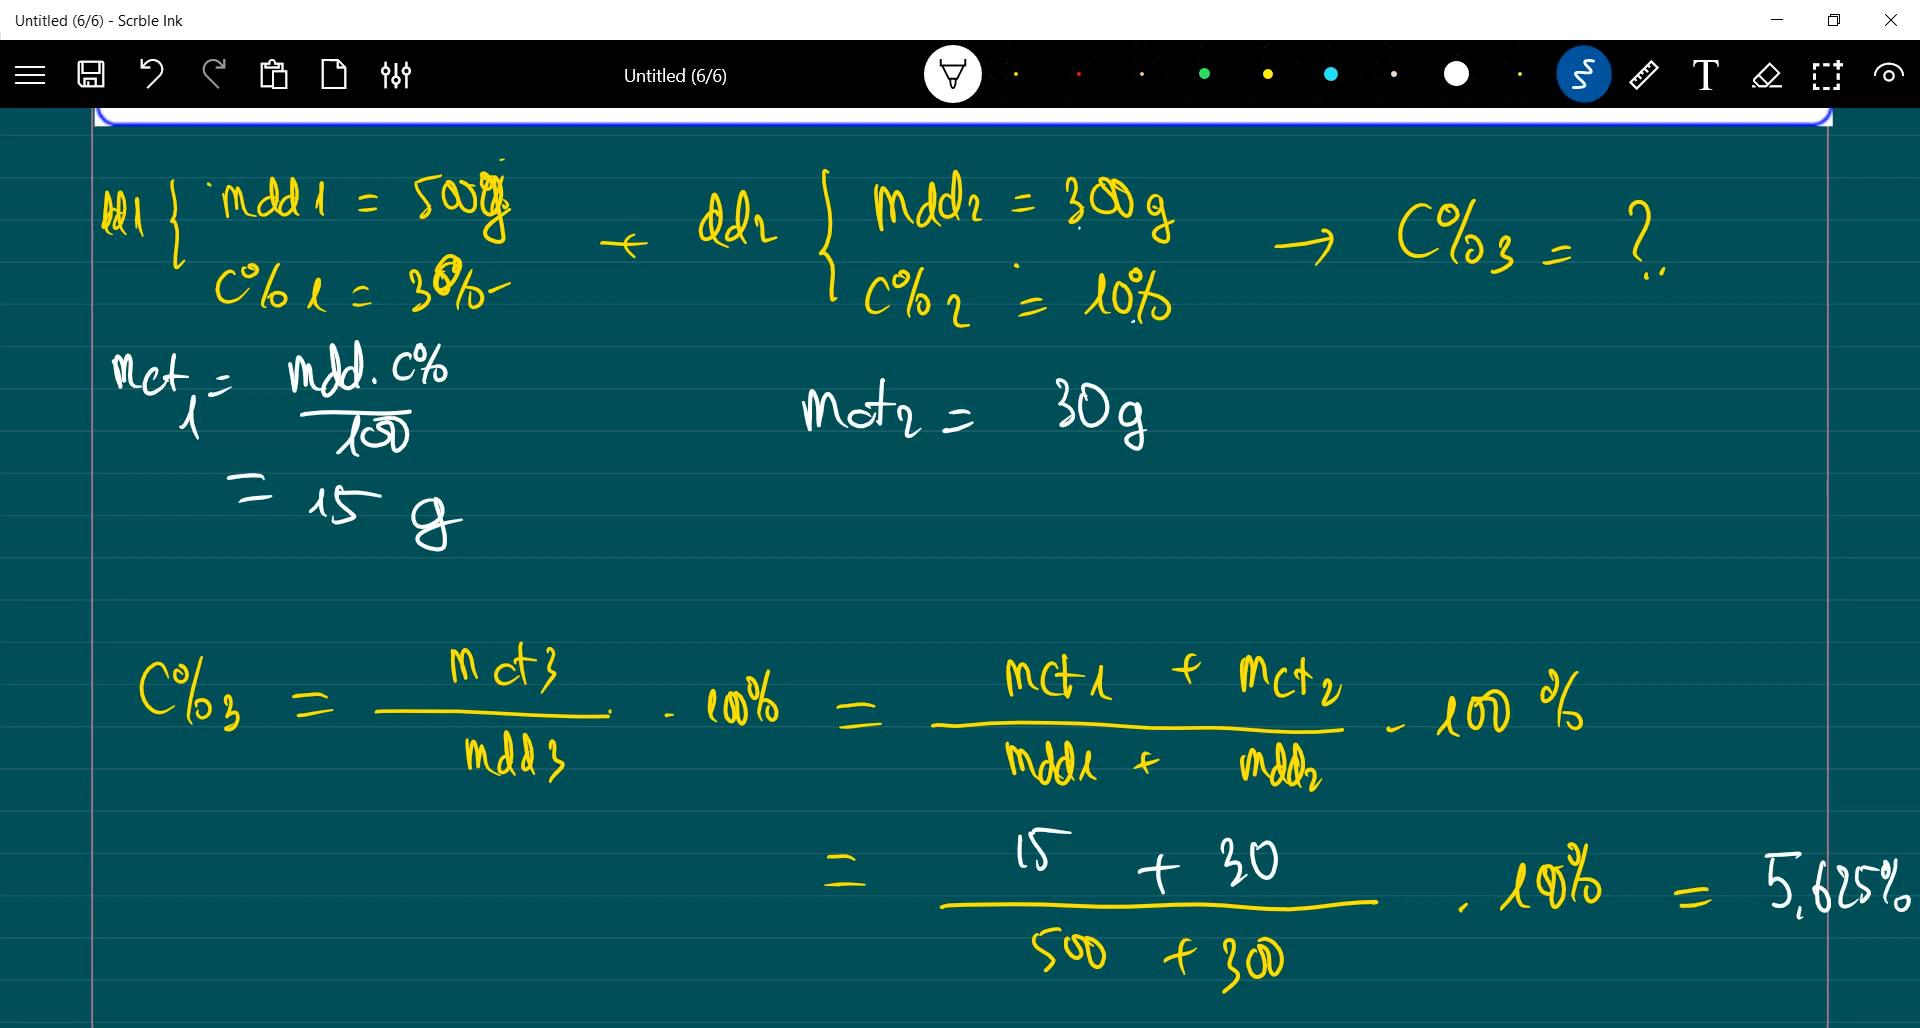 Untitled (6/6) - Scrble Ink
Untitled (6/6)
T
dd1 { mdd1 = 500g + dd2 { mdd2 = 300g → C%3 = ?
C%1 = 30% C%2 = 10%
mct1 = mdd. C% / 100 mct2 = 30g
= 15 g
C%3 = mct3 / mdd3 . 100% = mct1 + mct2 / mdd1 + mdd2 . 100 %
= 15 + 30 / 500 + 300 . 100% = 5,625%